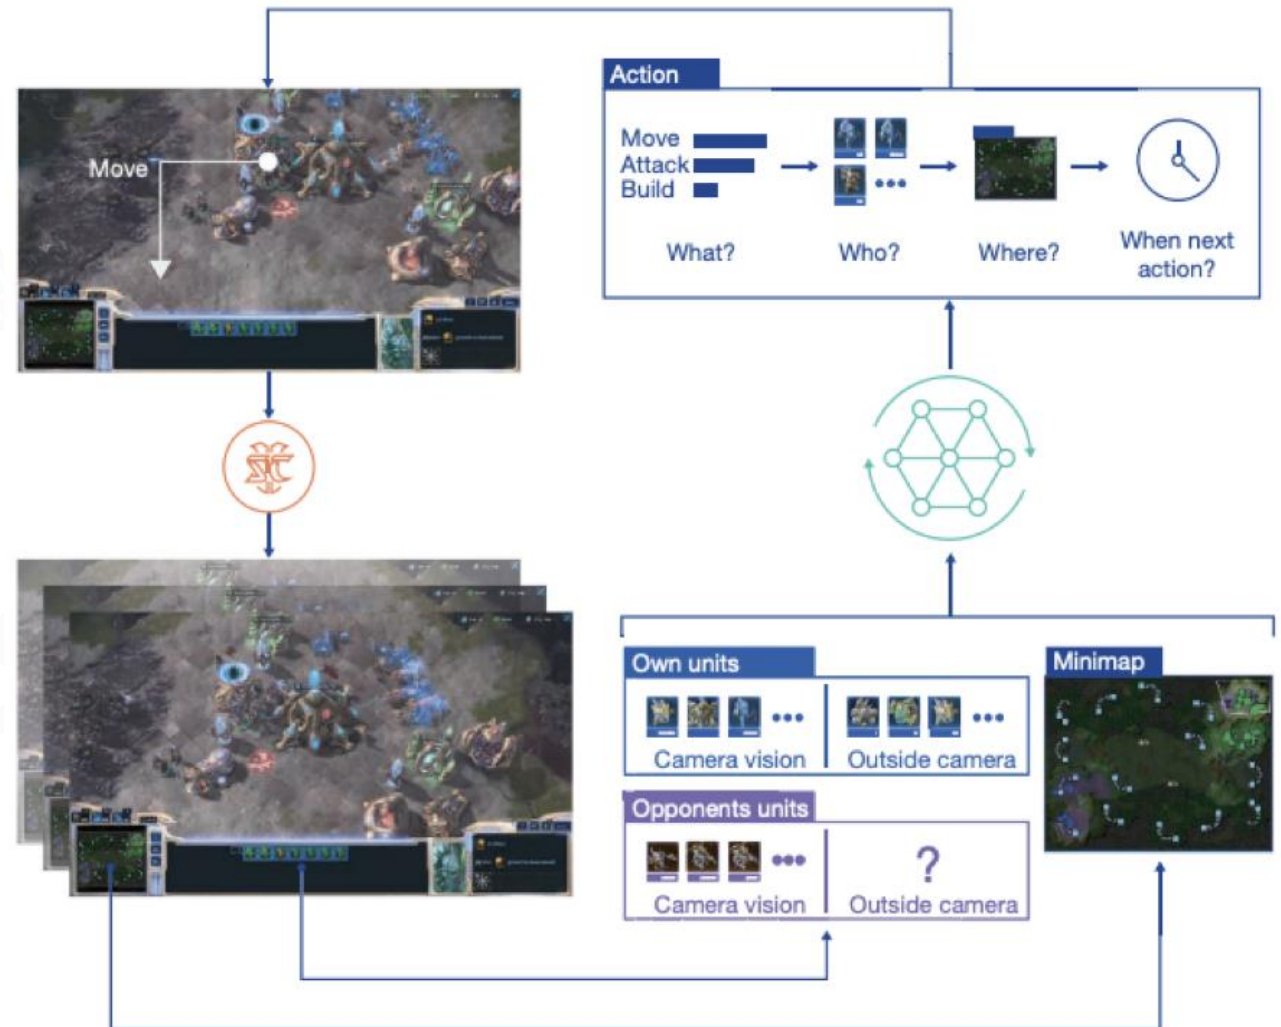 Action
Move
Attack
Build
What?
Who?
Where?
When next
action?
Move
Own units
Camera vision
Outside camera
Opponents units
Camera vision
?
Outside camera
Minimap